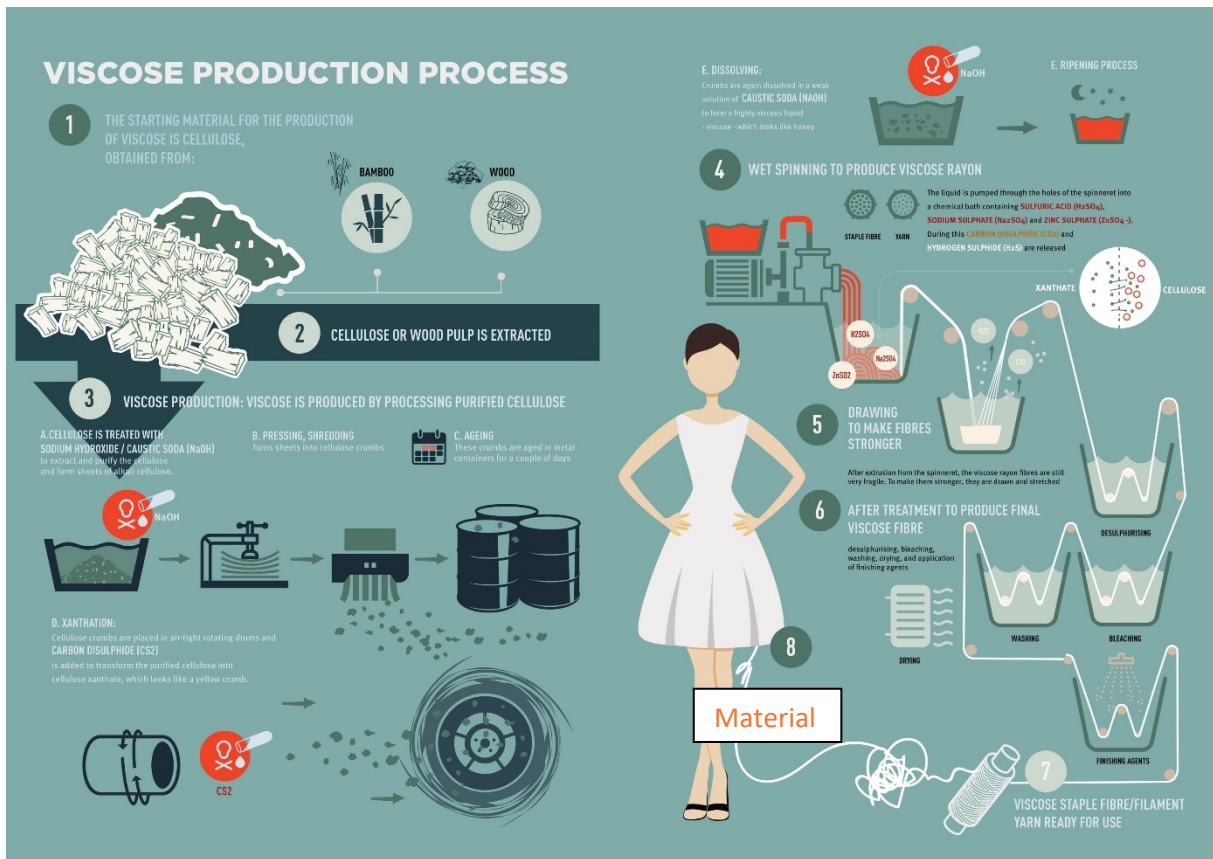 VISCOSE PRODUCTION PROCESS
1
THE STARTING MATERIAL FOR THE PRODUCTION
OF VISCOSE IS CELLULOSE,
OBTAINED FROM:
BAMBOO
WOOD
2
CELLULOSE OR WOOD PULP IS EXTRACTED
3
VISCOSE PRODUCTION: VISCOSE IS PRODUCED BY PROCESSING PURIFIED CELLULOSE
A.CELLULOSE IS TREATED WITH
SODIUM HYDROXIDE / CAUSTIC SODA (NaOH)
to extract and purify the cellulose
and form sheets of alkali cellulose.
NaOH
B. PRESSING, SHREDDING
Turns sheets into cellulose crumbs
C. AGEING
These crumbs are aged in metal
containers for a couple of days
D. XANTHATION:
Cellulose crumbs are placed in air-tight rotating drums and
CARBON DISULPHIDE (CS2)
is added to transform the purified cellulose into
cellulose xanthate, which looks like a yellow crumb.
CS2
E. DISSOLVING:
Crumbs are again dissolved in a weak
solution of CAUSTIC SODA (NAOH)
to form a highly viscous liquid
- viscose - which looks like honey
NaOH
E. RIPENING PROCESS
4
WET SPINNING TO PRODUCE VISCOSE RAYON
STAPLE FIBRE
YARN
The liquid is pumped through the holes of the spinneret into
a chemical bath containing SULFURIC ACID (H2SO4),
SODIUM SULPHATE (Na2SO4) and ZINC SULPHATE (ZnSO4 -).
During this CARBON DISULPHIDE (CS2) and
HYDROGEN SULPHIDE (H2S) are released
XANTHATE
CELLULOSE
H2SO4
Na2SO4
ZnSO2
H2S
CS2
5
DRAWING
TO MAKE FIBRES
STRONGER
After extrusion from the spinneret, the viscose rayon fibres are still
very fragile. To make them stronger, they are drawn and stretched
6
AFTER TREATMENT TO PRODUCE FINAL
VISCOSE FIBRE
desulphurising, bleaching,
washing, drying, and application
of finishing agents
DESULPHURISING
WASHING
BLEACHING
DRYING
FINISHING AGENTS
8
Material
7
VISCOSE STAPLE FIBRE/FILAMENT
YARN READY FOR USE